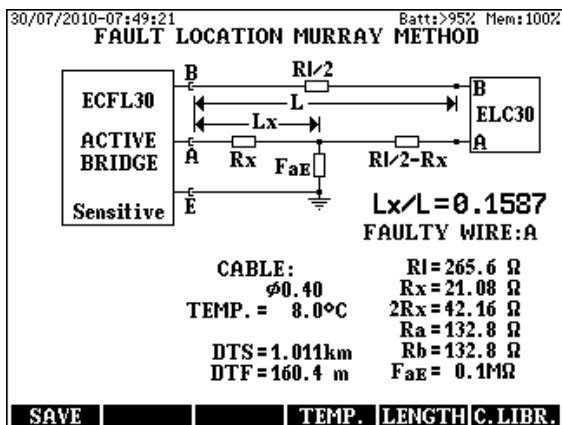 30/07/2010-07:49:21 Batt:>95% Mem:100%
FAULT LOCATION MURRAY METHOD
B Rl/2 B
ECFL30 L ELC30
Lx
ACTIVE BRIDGE A Rx FaE Rl/2-Rx A
Sensitive E
Lx/L=0.1587
FAULTY WIRE:A
CABLE: Rl=265.6 Ω
ϕ0.40 Rx=21.08 Ω
TEMP.= 8.0ºC 2Rx=42.16 Ω
Ra=132.8 Ω
DTS=1.011km Rb=132.8 Ω
DTF=160.4 m FaE= 0.1MΩ
SAVE TEMP. LENGTH C.LIBR.